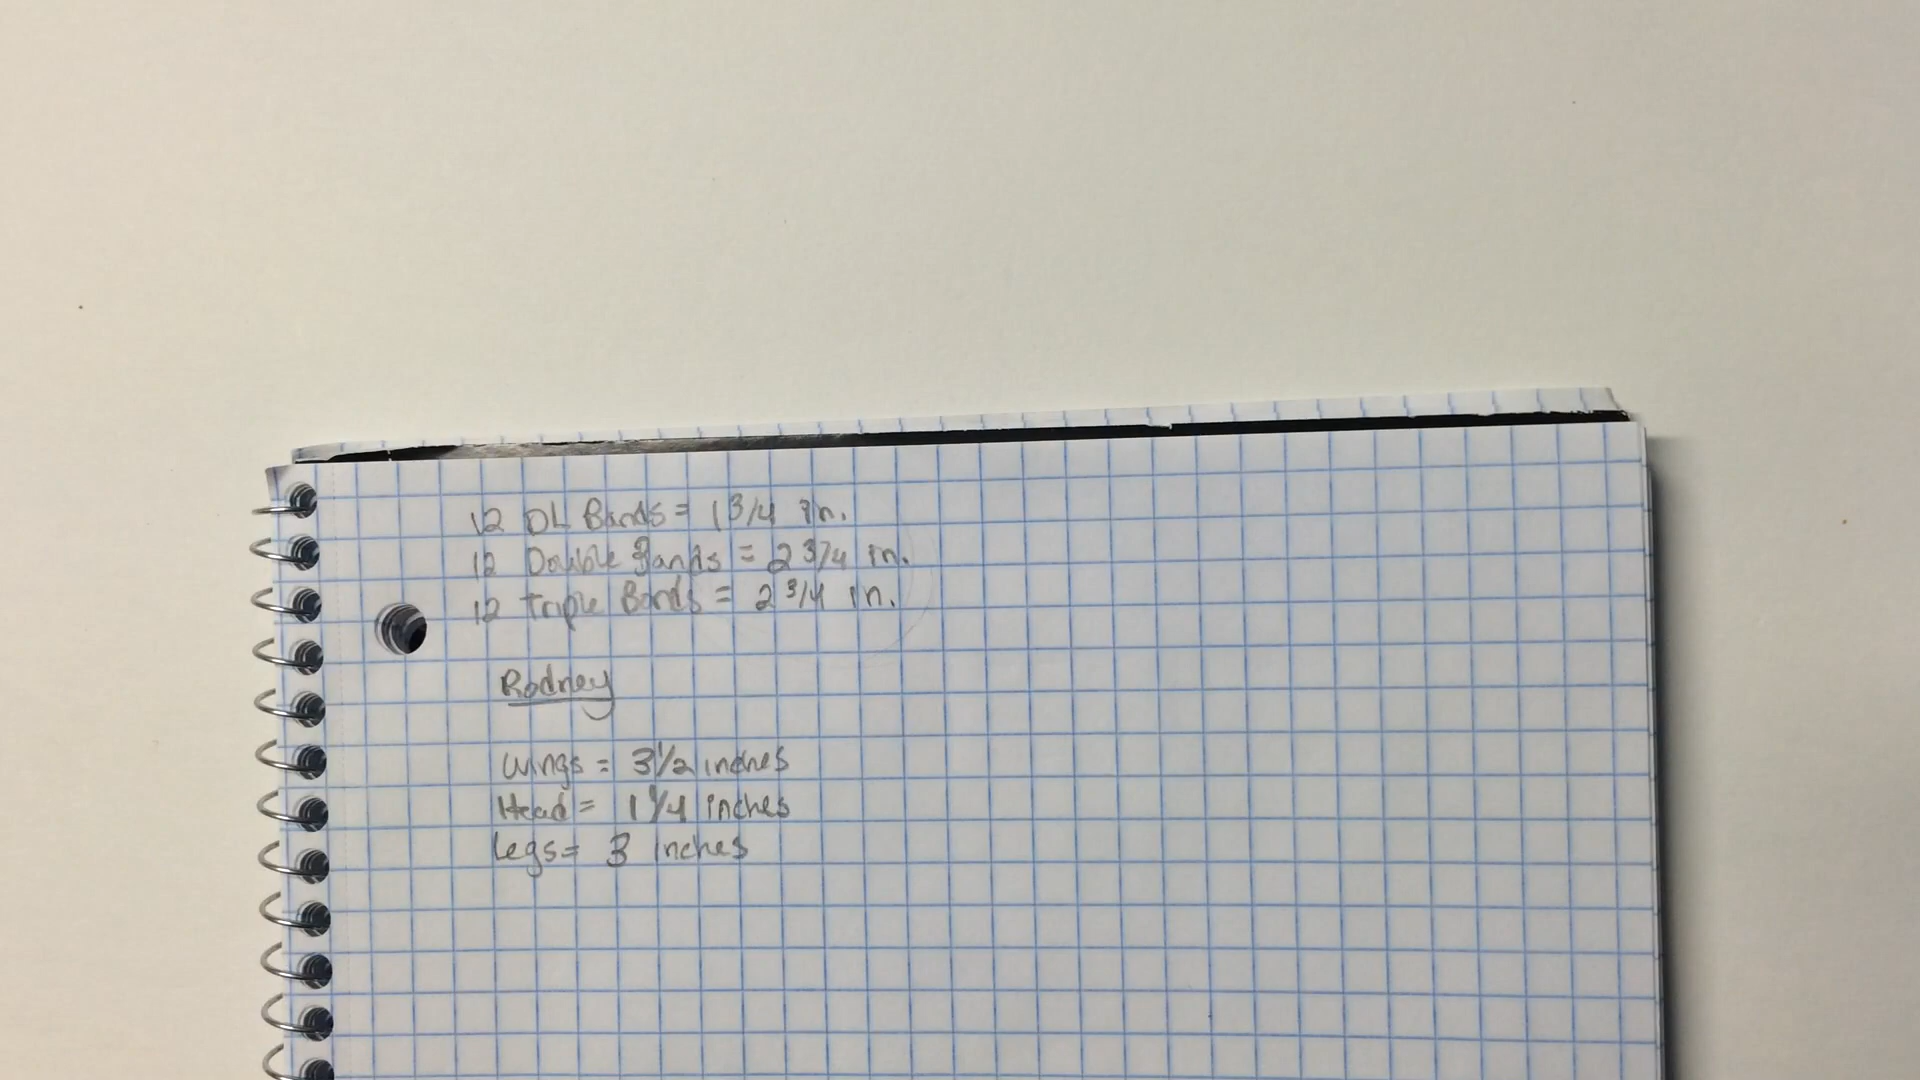 12 DL Bands = 1 3/4 in.
12 Double Bands = 2 3/4 in.
12 Triple Bands = 2 3/4 in.
Rodney
Wings = 3 1/2 inches
Head = 1 1/4 inches
Legs = 3 inches